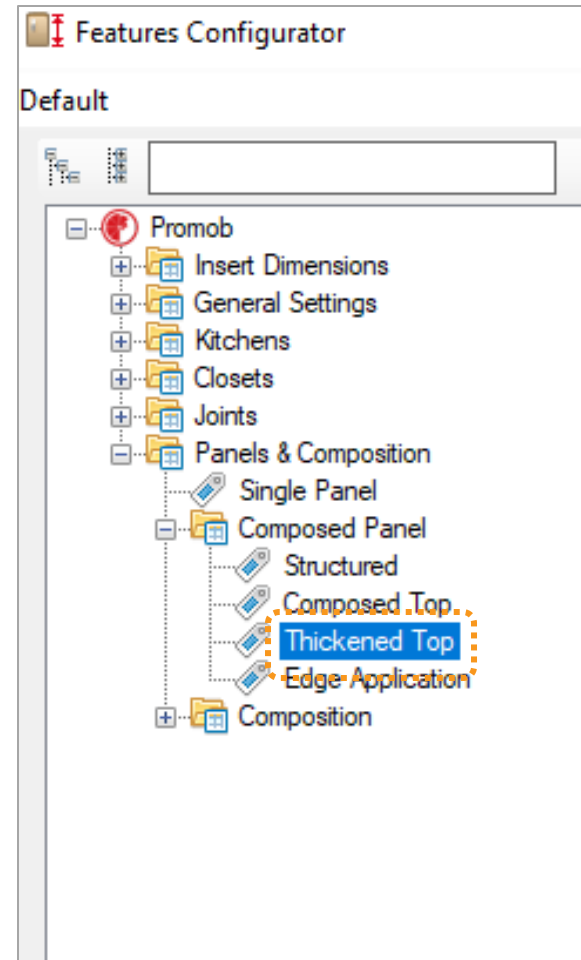 Features Configurator
Default
Promob
Insert Dimensions
General Settings
Kitchens
Closets
Joints
Panels & Composition
Single Panel
Composed Panel
Structured
Composed Top
Thickened Top
Edge Application
Composition